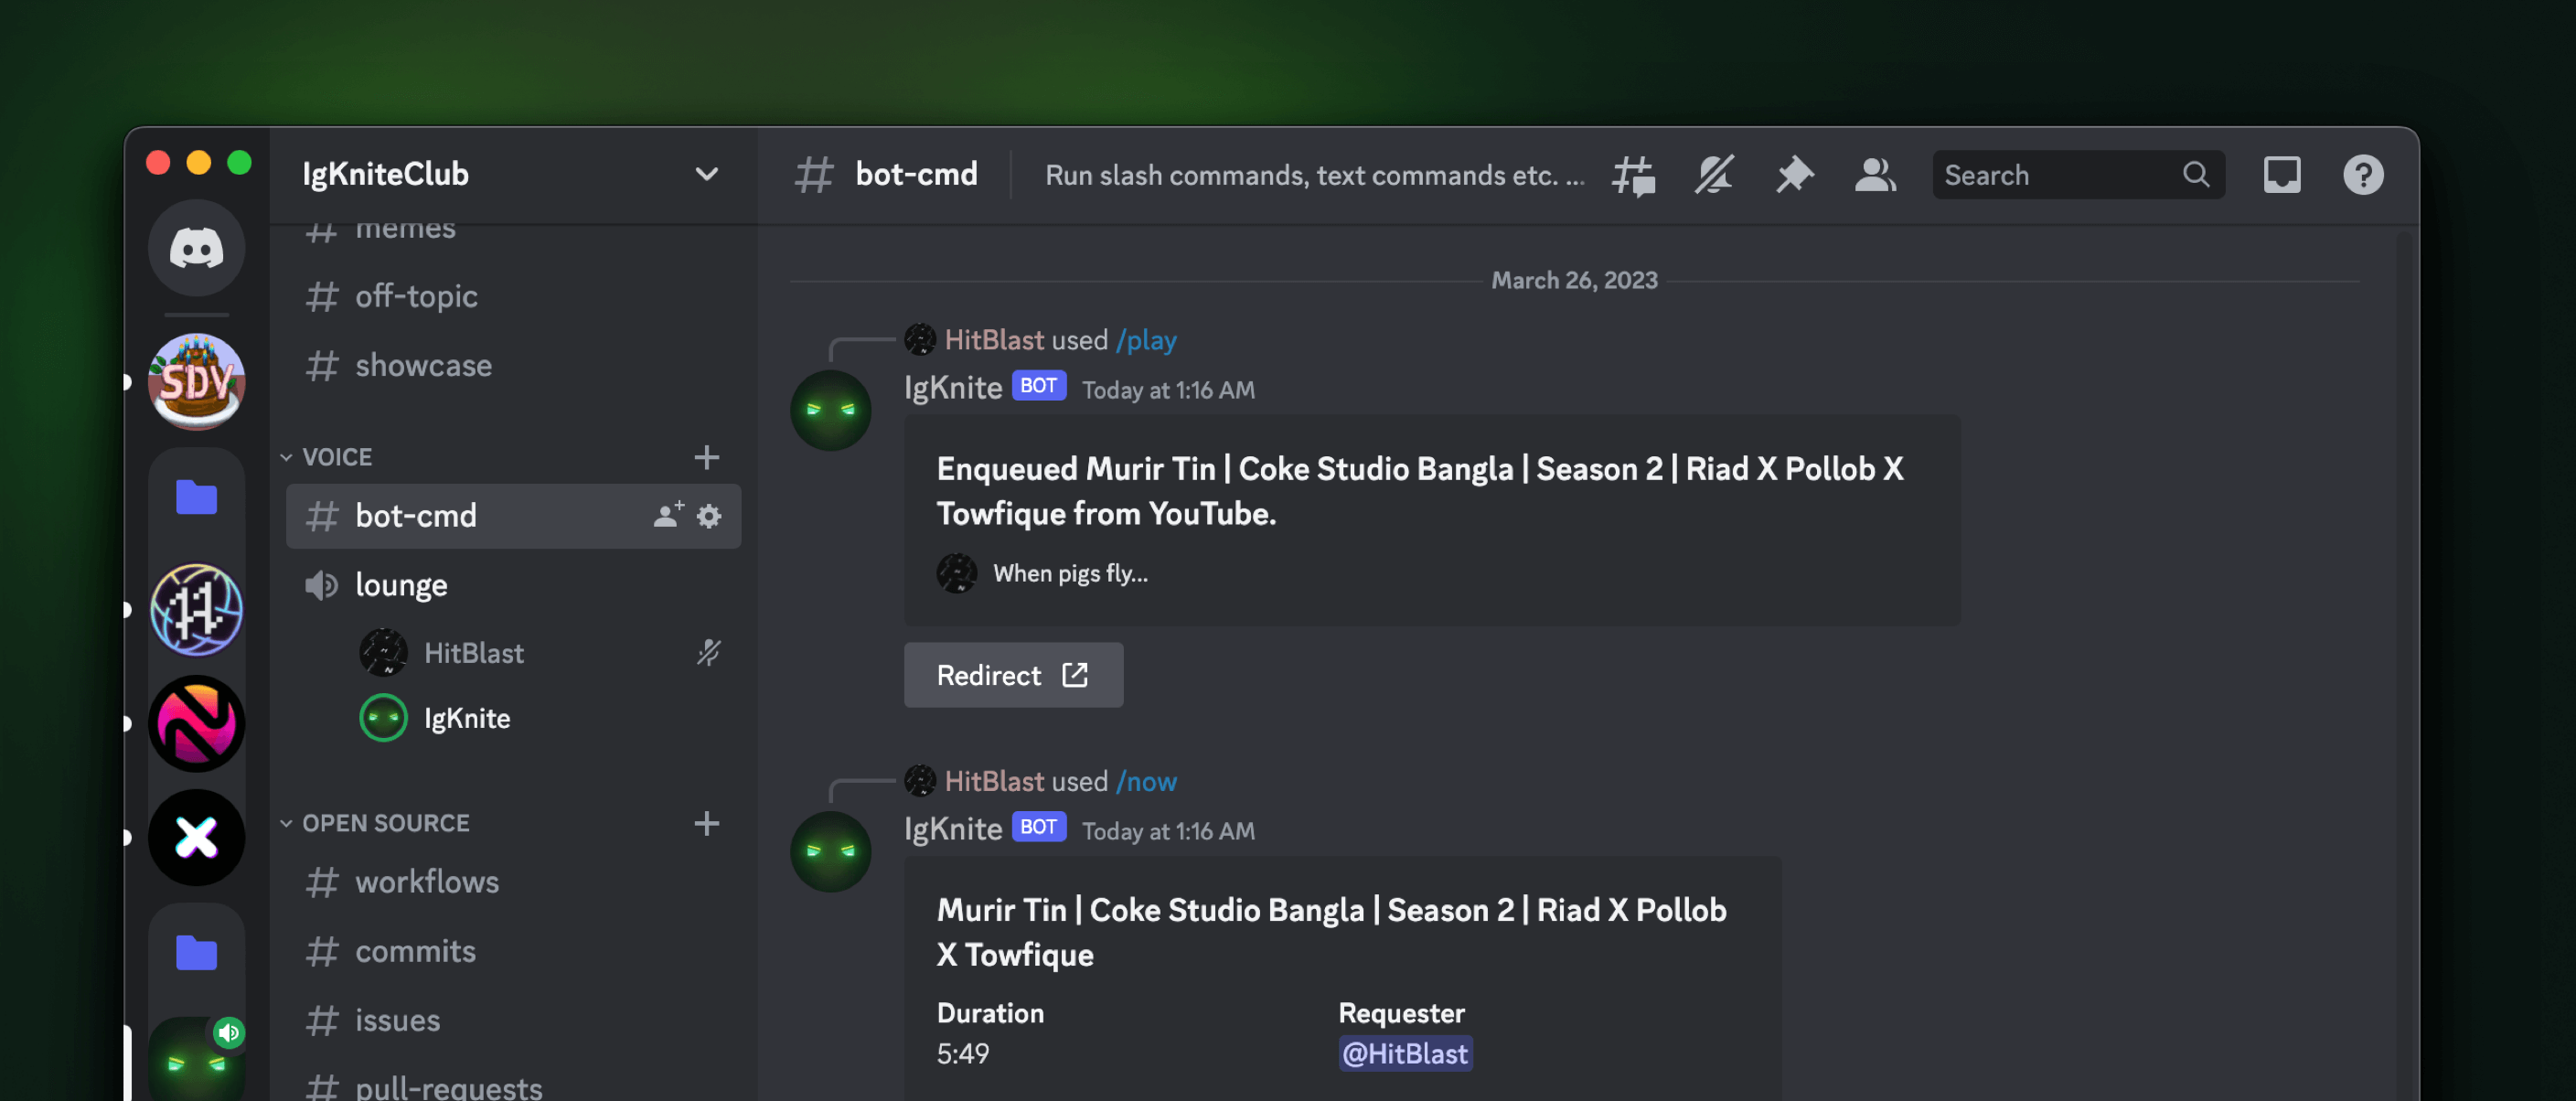 IgKniteClub
memes
off-topic
showcase
VOICE
bot-cmd
lounge
HitBlast
IgKnite
OPEN SOURCE
workflows
commits
issues
pull-requests
SDV
bot-cmd
Run slash commands, text commands etc. ...
Search
March 26, 2023
HitBlast used /play
IgKnite BOT Today at 1:16 AM
Enqueued Murir Tin | Coke Studio Bangla | Season 2 | Riad X Pollob X
Towfique from YouTube.
When pigs fly...
Redirect
HitBlast used /now
IgKnite BOT Today at 1:16 AM
Murir Tin | Coke Studio Bangla | Season 2 | Riad X Pollob
X Towfique
Duration
Requester
5:49
@HitBlast